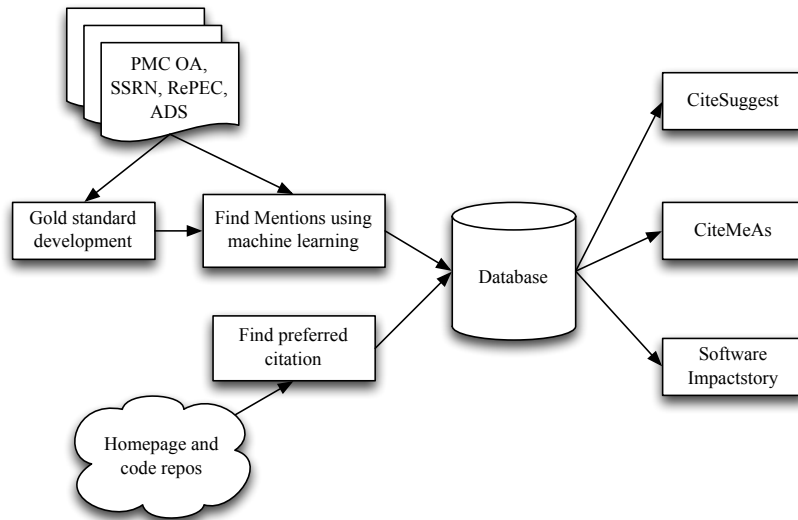 PMC OA,
SSRN, RePEC,
ADS
CiteSuggest
Gold standard
development
Find Mentions using
machine learning
CiteMeAs
Database
Find preferred
citation
Software
Impactstory
Homepage and
code repos